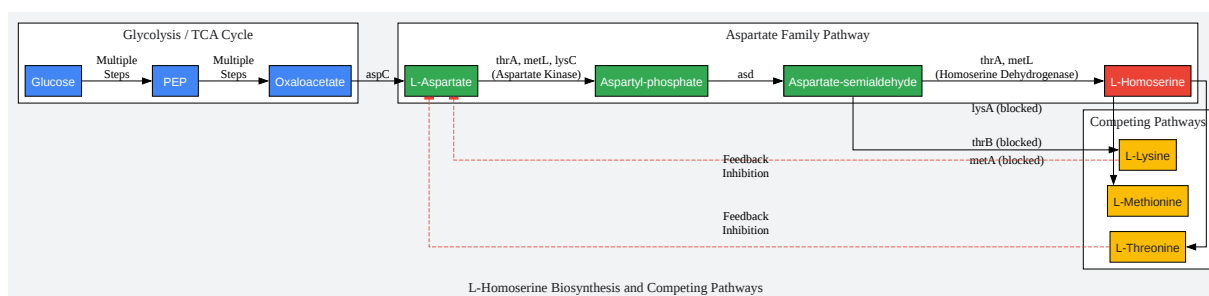 Glycolysis / TCA Cycle
Aspartate Family Pathway
Glucose
Multiple
Steps
PEP
Multiple
Steps
Oxaloacetate
aspC
L-Aspartate
thrA, metL, lysC
(Aspartate Kinase)
Aspartyl-phosphate
asd
Aspartate-semialdehyde
thrA, metL
(Homoserine Dehydrogenase)
L-Homoserine
lysA (blocked)
Competing Pathways
thrB (blocked)
metA (blocked)
L-Lysine
Feedback
Inhibition
L-Methionine
Feedback
Inhibition
L-Threonine
L-Homoserine Biosynthesis and Competing Pathways